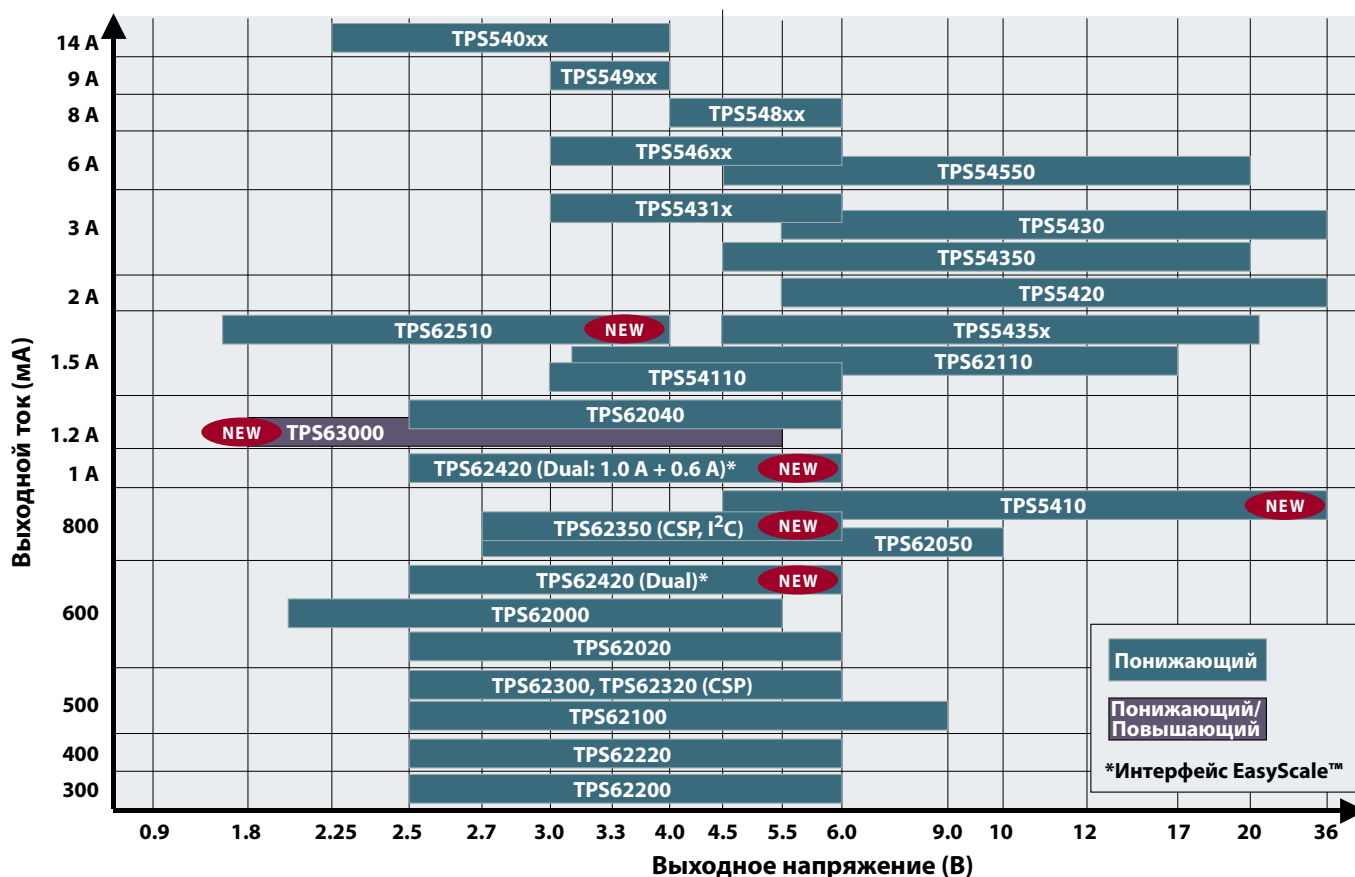 14 A
TPS540xx
9 A
TPS549xx
8 A
TPS548xx
6 A
TPS546xx
TPS54550
3 A
TPS5431x
TPS5430
TPS54350
2 A
TPS5420
1.5 A
TPS62510 NEW
TPS5435x
TPS62110
TPS54110
1.2 A
TPS62040
NEW TPS63000
1 A
TPS62420 (Dual: 1.0 A + 0.6 A)* NEW
800
TPS5410 NEW
TPS62350 (CSP, I²C) NEW
TPS62050
600
TPS62420 (Dual)* NEW
TPS62000
TPS62020
500
TPS62300, TPS62320 (CSP)
TPS62100
400
TPS62220
300
TPS62200
Выходной ток (мА)
Понижающий
Понижающий/
Повышающий
*Интерфейс EasyScale™
0.9 1.8 2.25 2.5 2.7 3.0 3.3 4.0 4.5 5.5 6.0 9.0 10 12 17 20 36
Выходное напряжение (В)